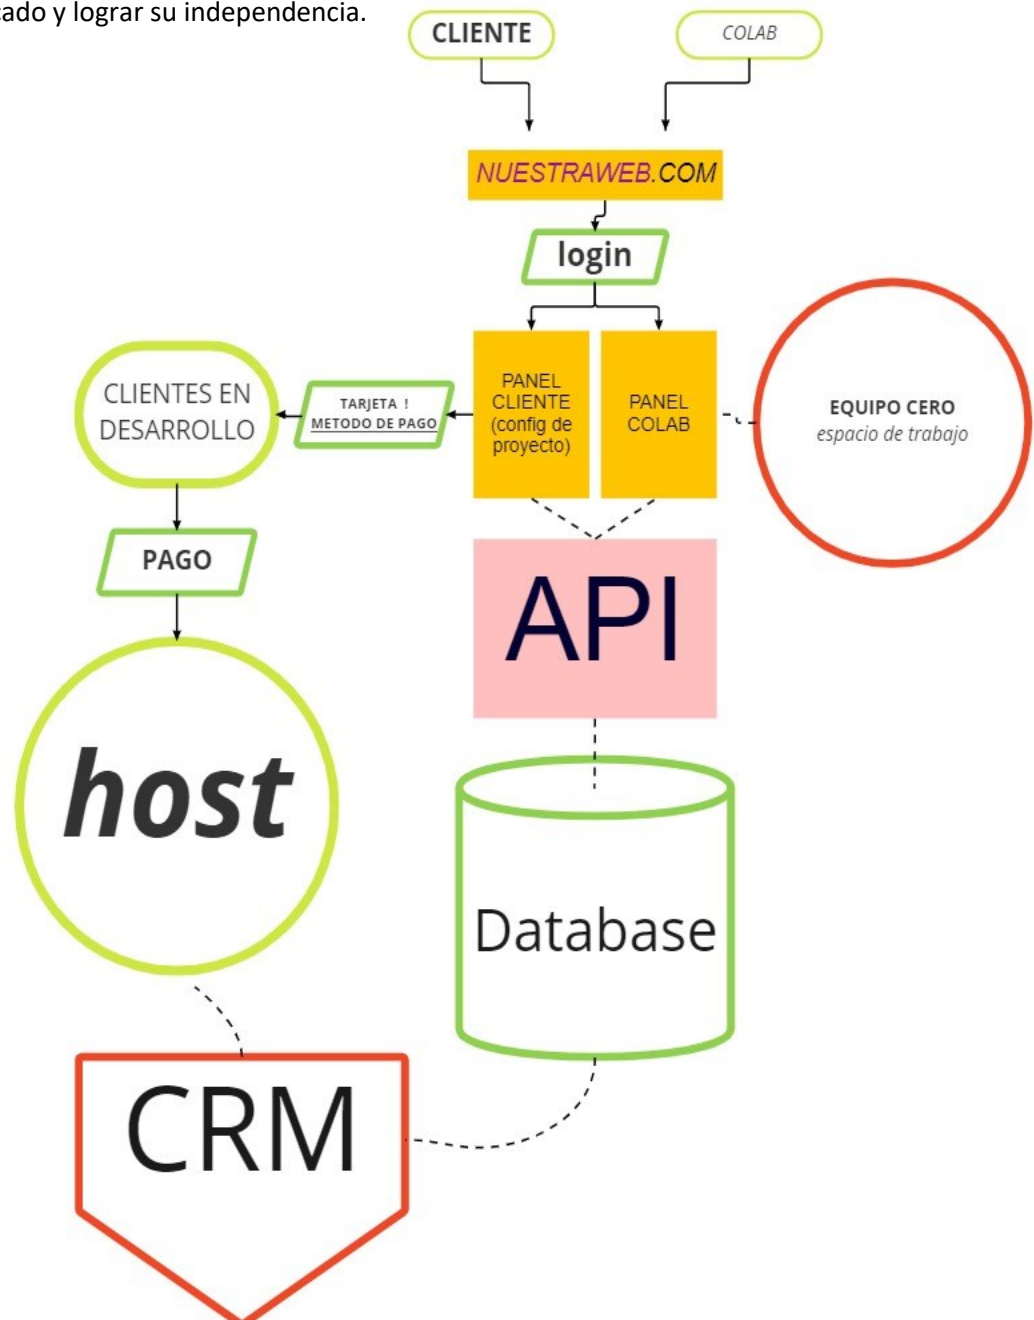 cado y lograr su independencia.
CLIENTE
COLAB
NUESTRAWEB.COM
login
PANEL
CLIENTE
(config de
proyecto)
PANEL
COLAB
EQUIPO CERO
espacio de trabajo
TARJETA !
METODO DE PAGO
CLIENTES EN
DESARROLLO
PAGO
API
host
Database
CRM